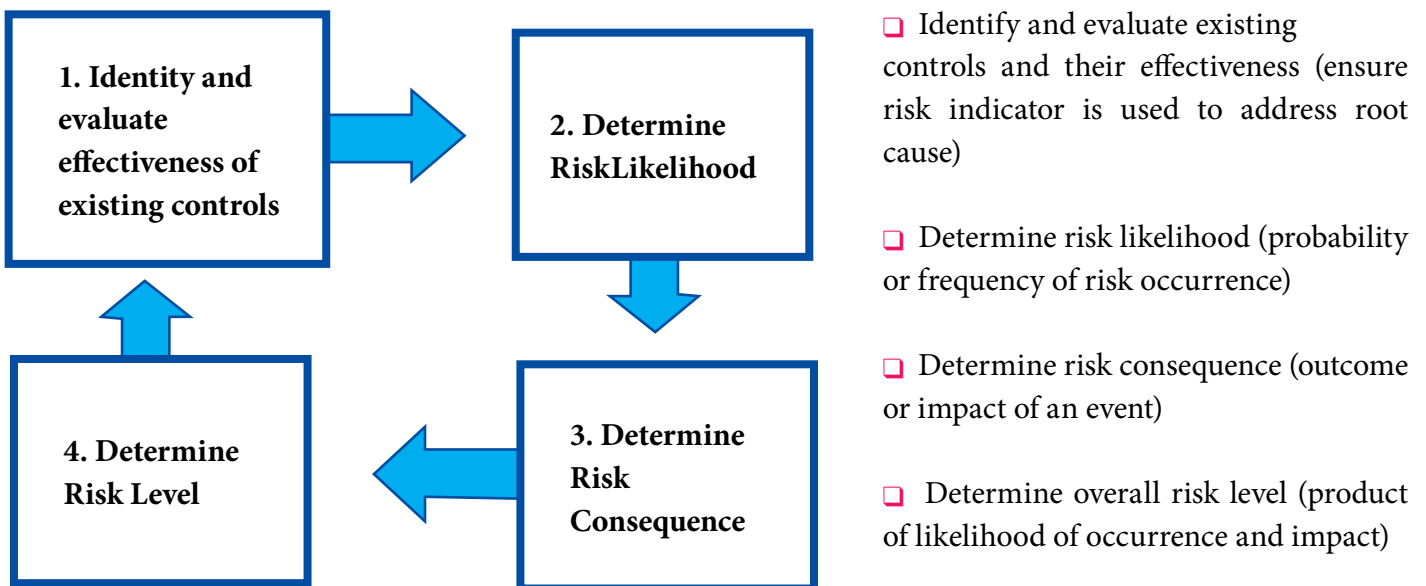 1. Identity and
evaluate
effectiveness of
existing controls
2. Determine
RiskLikelihood
3. Determine
Risk
Consequence
4. Determine
Risk Level
❑ Identify and evaluate existing
controls and their effectiveness (ensure
risk indicator is used to address root
cause)
❑ Determine risk likelihood (probability
or frequency of risk occurrence)
❑ Determine risk consequence (outcome
or impact of an event)
❑ Determine overall risk level (product
of likelihood of occurrence and impact)